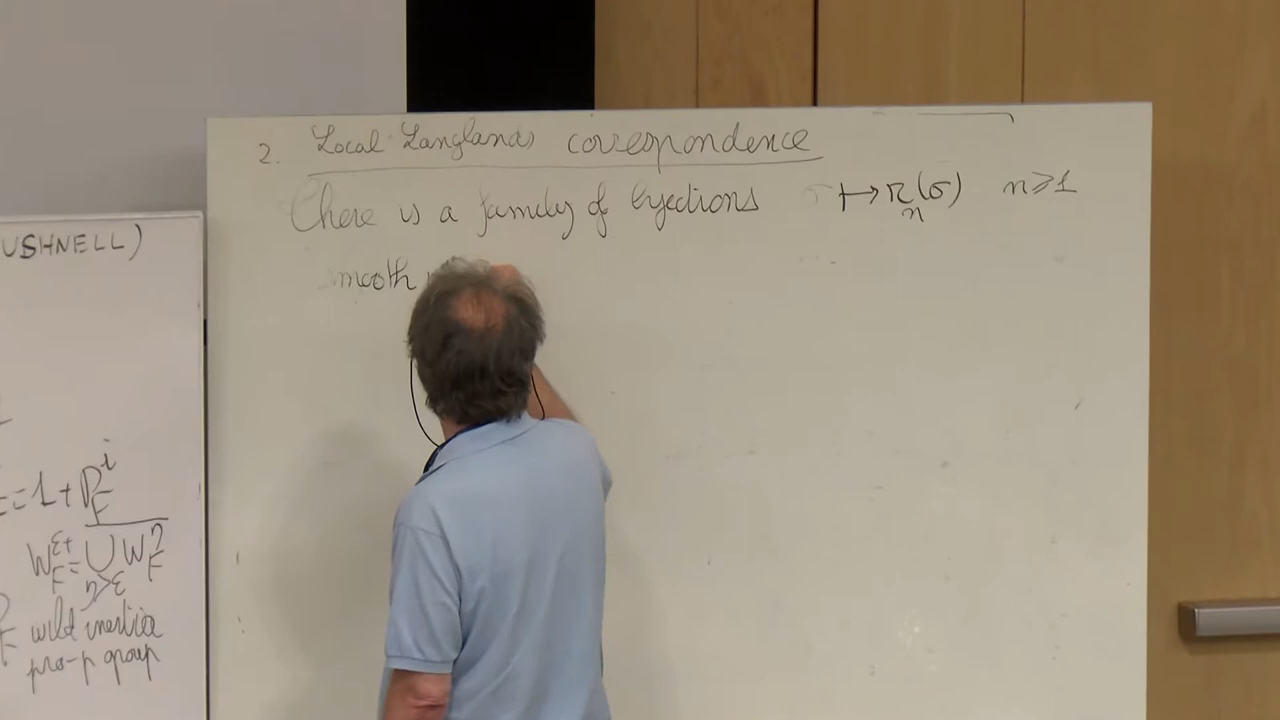 USHNELL)
= 1 + P_F^i
W_F^{ε+} = ⋃_{η>ε} W_F^η
wild inertia
pro-p group
2. Local Langlands correspondence
There is a family of bijections σ ↦ π_n(σ) n ⩾ 1
smooth